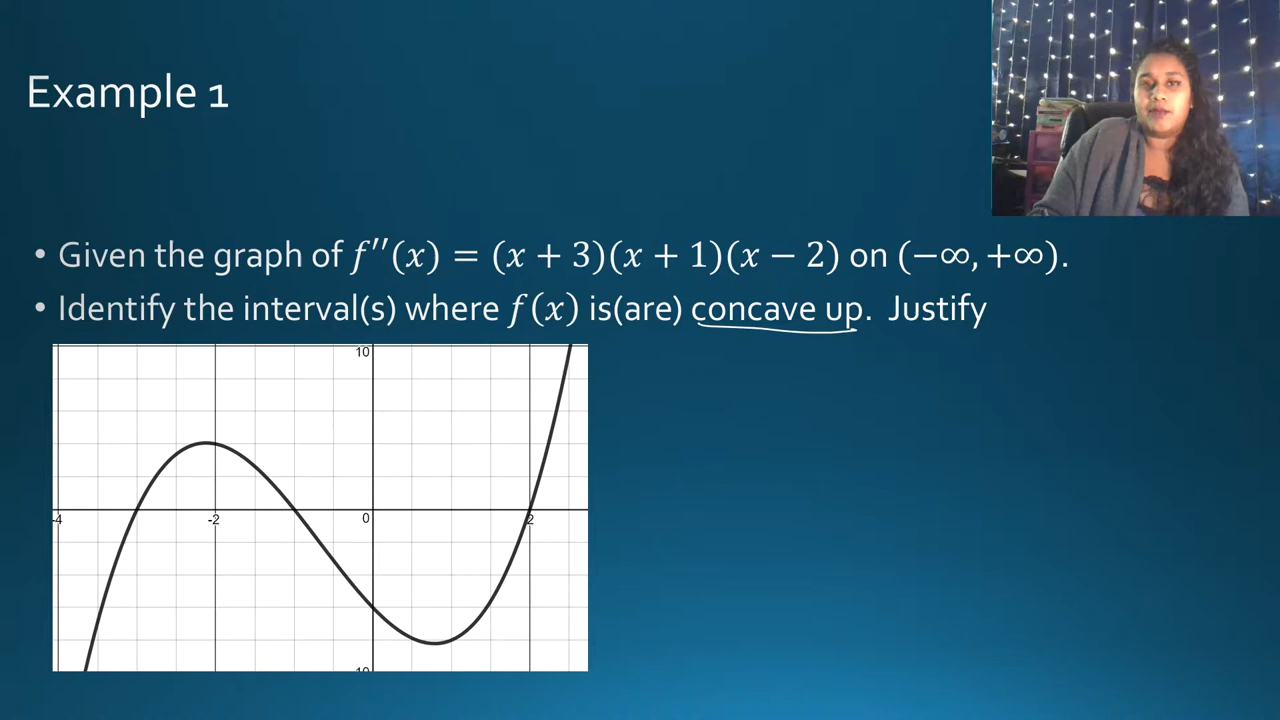 Example 1
• Given the graph of f′′(x) = (x + 3)(x + 1)(x − 2) on (−∞, +∞).
• Identify the interval(s) where f(x) is(are) concave up. Justify
10
-4 -2 0 2
10